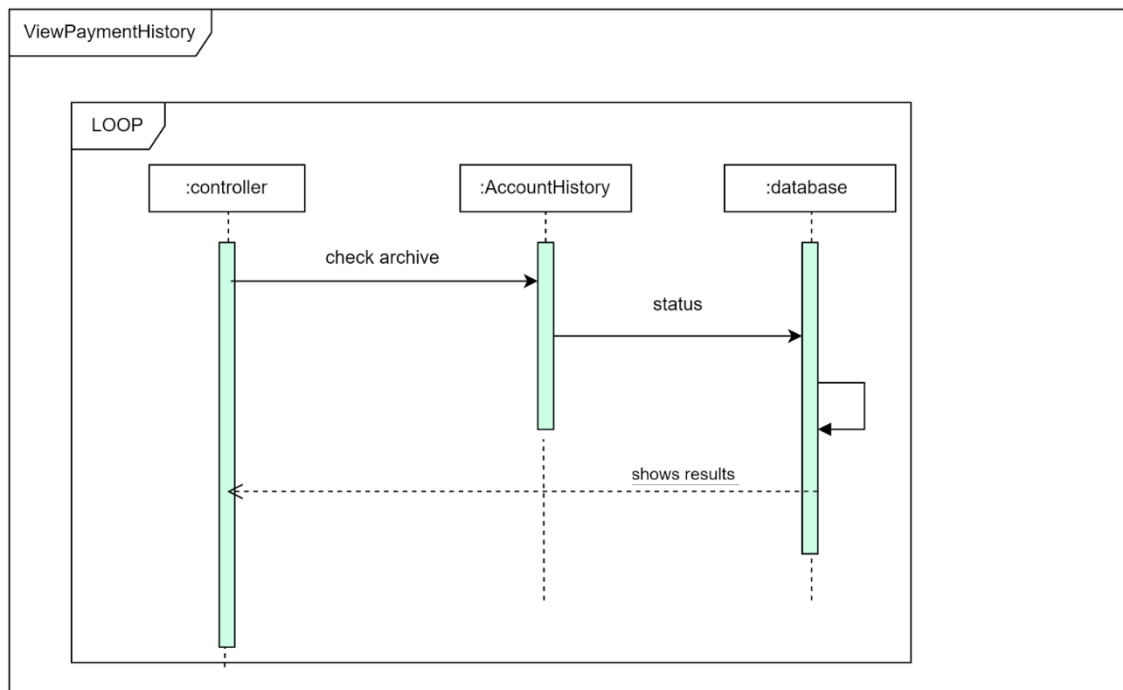 ViewPaymentHistory
LOOP
:controller
:AccountHistory
:database
check archive
status
shows results